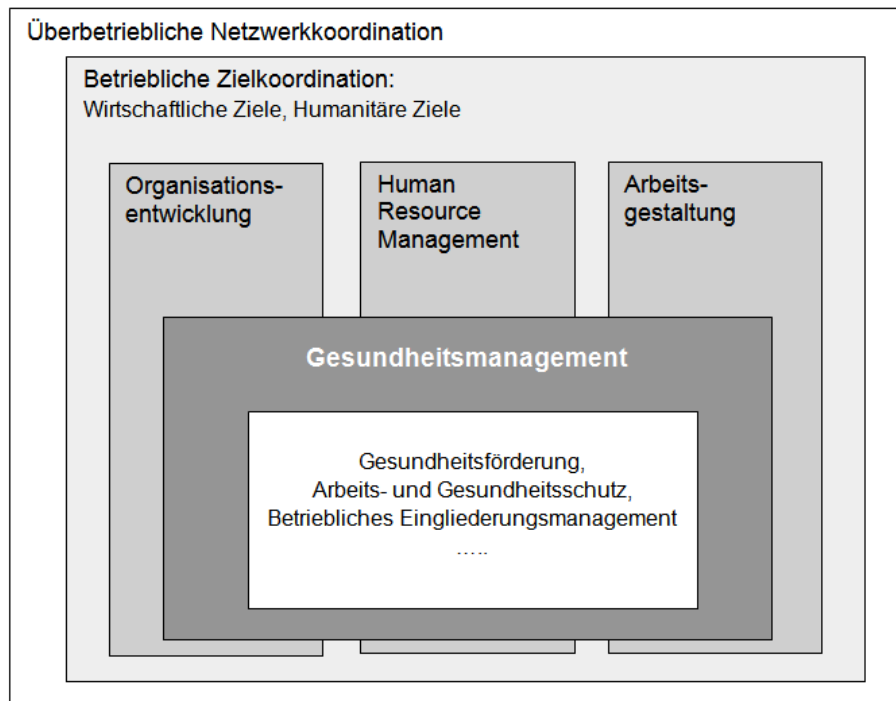 Überbetriebliche Netzwerkkoordination
Betriebliche Zielkoordination:
Wirtschaftliche Ziele, Humanitäre Ziele
Organisations-
entwicklung
Human
Resource
Management
Arbeits-
gestaltung
Gesundheitsmanagement
Gesundheitsförderung,
Arbeits- und Gesundheitsschutz,
Betriebliches Eingliederungsmanagement
…..